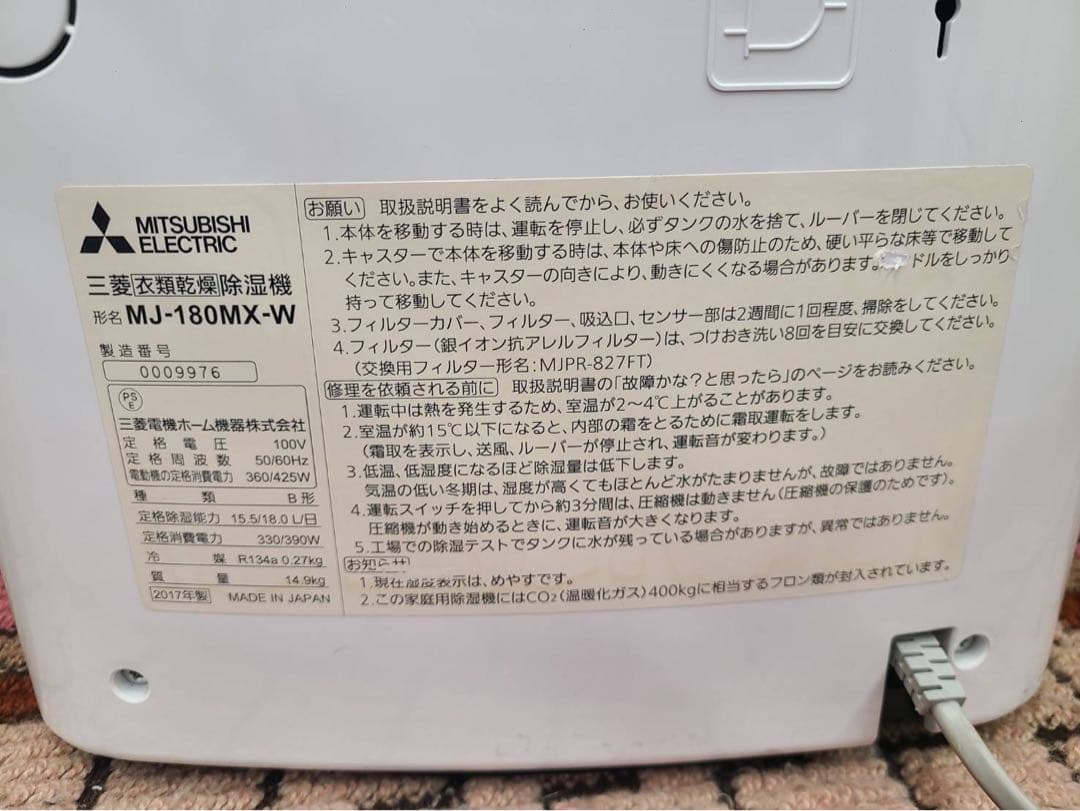 MITSUBISHI
ELECTRIC
三菱衣類乾燥除湿機
形名 MJ-180MX-W
製造番号
0009976
PS
E
三菱電機ホーム機器株式会社
定格電圧 100V
定格周波数 50/60Hz
電動機の定格消費電力 360/425W
種類 B形
定格除湿能力 15.5/18.0 L/日
定格消費電力 330/390W
冷媒 R134a 0.27kg
質量 14.9kg
2017年製 MADE IN JAPAN
お願い 取扱説明書をよく読んでから、お使いください。
1.本体を移動する時は、運転を停止し、必ずタンクの水を捨て、ルーバーを閉じてください。
2.キャスターで本体を移動する時は、本体や床への傷防止のため、硬い平らな床等で移動して
ください。また、キャスターの向きにより、動きにくくなる場合があります。ドルをしっかり
持って移動してください。
3.フィルターカバー、フィルター、吸込口、センサー部は2週間に1回程度、掃除をしてください。
4.フィルター(銀イオン抗アレルフィルター)は、つけおき洗い8回を目安に交換してください。
(交換用フィルター形名:MJPR-827FT)
修理を依頼される前に 取扱説明書の「故障かな?と思ったら」のページをお読みください。
1.運転中は熱を発生するため、室温が2~4℃上がることがあります。
2.室温が約15℃以下になると、内部の霜をとるために霜取運転をします。
(霜取を表示し、送風、ルーバーが停止され、運転音が変わります。)
3.低温、低湿度になるほど除湿量は低下します。
気温の低い冬期は、湿度が高くてもほとんど水がたまりませんが、故障ではありません。
4.運転スイッチを押してから約3分間は、圧縮機は動きません(圧縮機の保護のためです)。
圧縮機が動き始めるときに、運転音が大きくなります。
5.工場での除湿テストでタンクに水が残っている場合がありますが、異常ではありません。
お知らせ
1.現在湿度表示は、めやすです。
2.この家庭用除湿機にはCO2(温暖化ガス)400kgに相当するフロン類が封入されています。